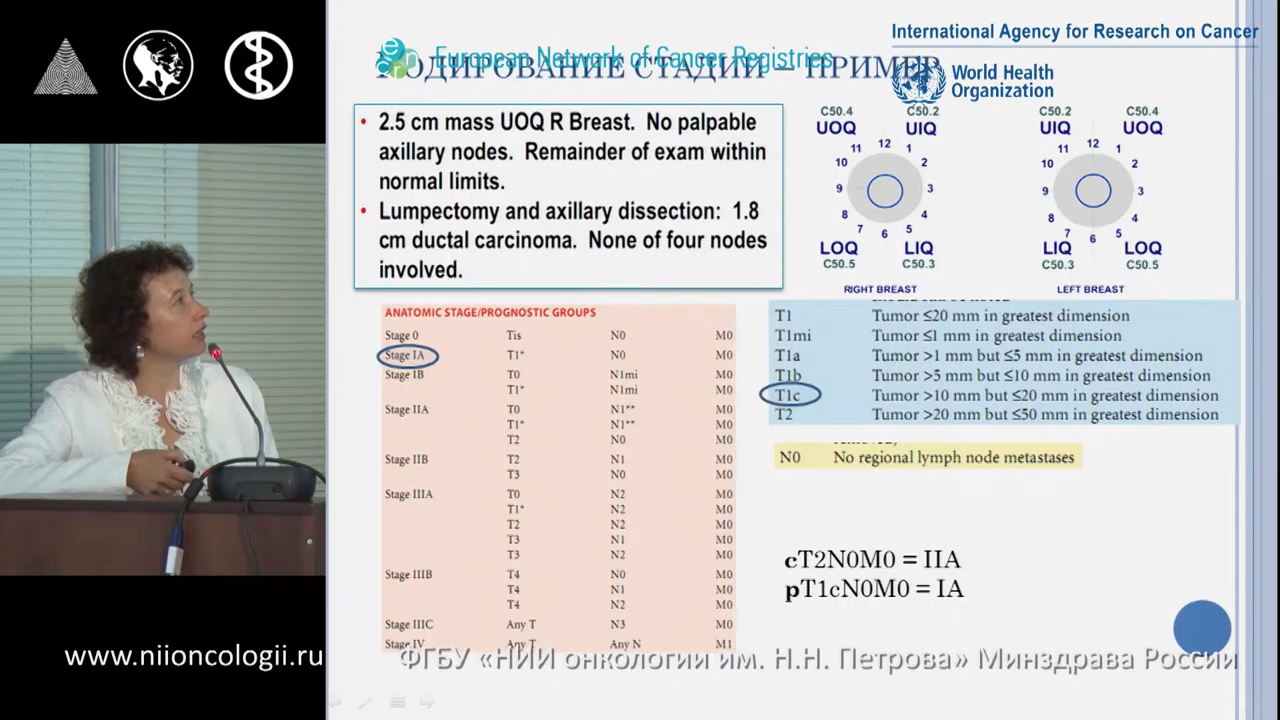 International Agency for Research on Cancer
European Network of Cancer Registries
КОДИРОВАНИЕ СТАДИИ – ПРИМЕР
World Health
Organization
• 2.5 cm mass UOQ R Breast. No palpable
axillary nodes. Remainder of exam within
normal limits.
• Lumpectomy and axillary dissection: 1.8
cm ductal carcinoma. None of four nodes
involved.
C50.4 C50.2
UOQ UIQ
11 12 1
10 2
9 3
8 4
7 6 5
LOQ LIQ
C50.5 C50.3
RIGHT BREAST
C50.2 C50.4
UIQ UOQ
11 12 1
10 2
9 3
8 4
7 6 5
LIQ LOQ
C50.3 C50.5
LEFT BREAST
ANATOMIC STAGE/PROGNOSTIC GROUPS
Stage 0 Tis N0 M0
Stage IA T1* N0 M0
Stage IB T0 N1mi M0
T1* N1mi M0
Stage IIA T0 N1** M0
T1* N1** M0
T2 N0 M0
Stage IIB T2 N1 M0
T3 N0 M0
Stage IIIA T0 N2 M0
T1* N2 M0
T2 N2 M0
T3 N1 M0
T3 N2 M0
Stage IIIB T4 N0 M0
T4 N1 M0
T4 N2 M0
Stage IIIC Any T N3 M0
Stage IV Any T Any N M1
T1 Tumor ≤20 mm in greatest dimension
T1mi Tumor ≤1 mm in greatest dimension
T1a Tumor >1 mm but ≤5 mm in greatest dimension
T1b Tumor >5 mm but ≤10 mm in greatest dimension
T1c Tumor >10 mm but ≤20 mm in greatest dimension
T2 Tumor >20 mm but ≤50 mm in greatest dimension
N0 No regional lymph node metastases
cT2N0M0 = IIA
pT1cN0M0 = IA
www.niioncologii.ru
ФГБУ «НИИ онкологии им. Н.Н. Петрова» Минздрава России